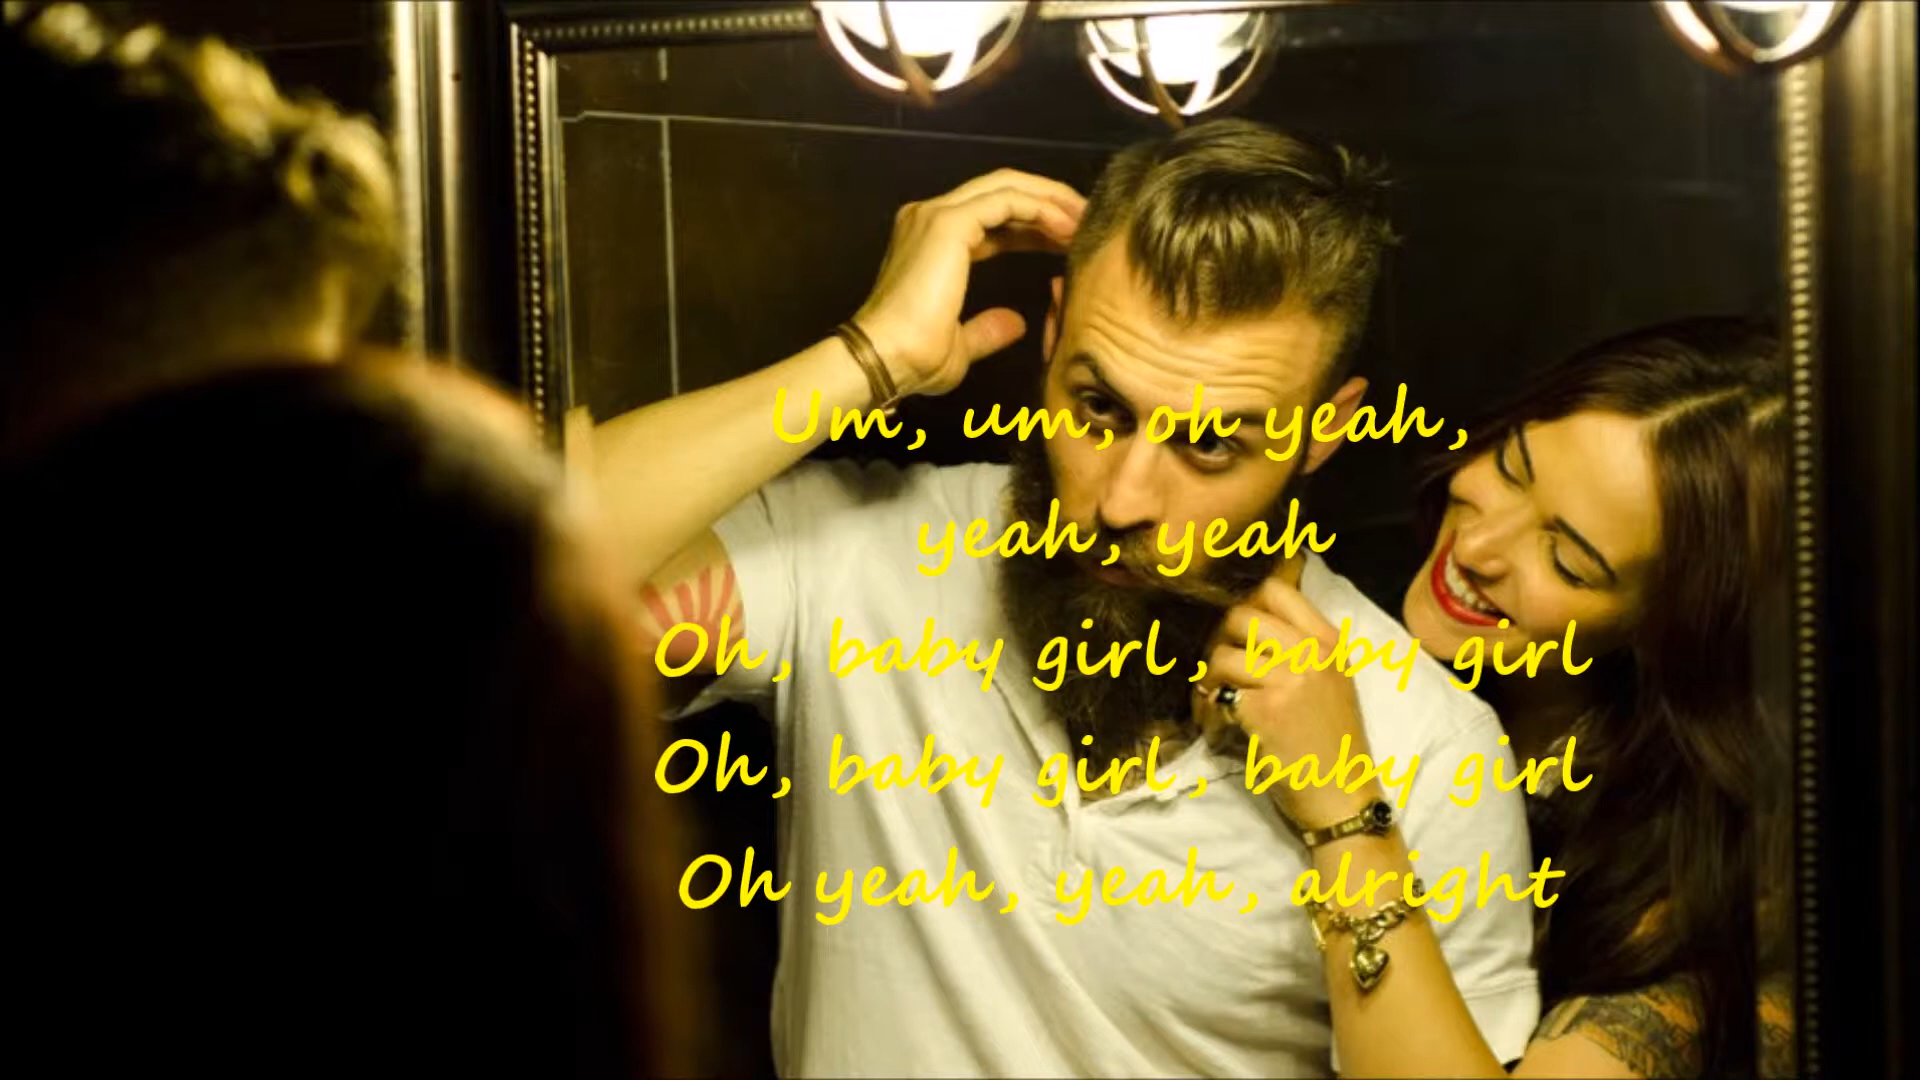 Um, um, oh yeah,
yeah, yeah
Oh, baby girl, baby girl
Oh, baby girl, baby girl
Oh yeah, yeah, alright